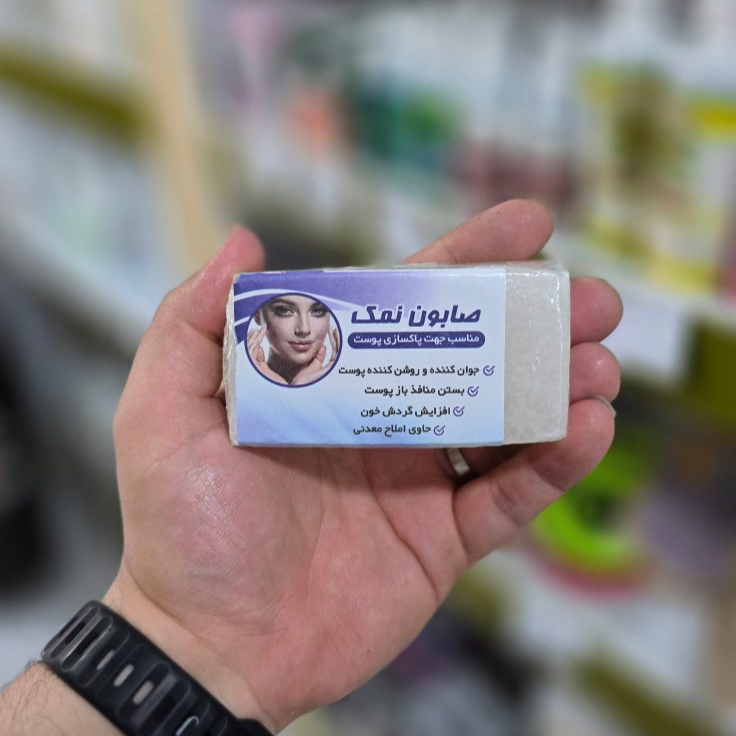 صابون نمک
مناسب جهت پاکسازی پوست
جوان کننده و روشن کننده پوست
بستن منافذ باز پوست
افزایش گردش خون
حاوی املاح معدنی